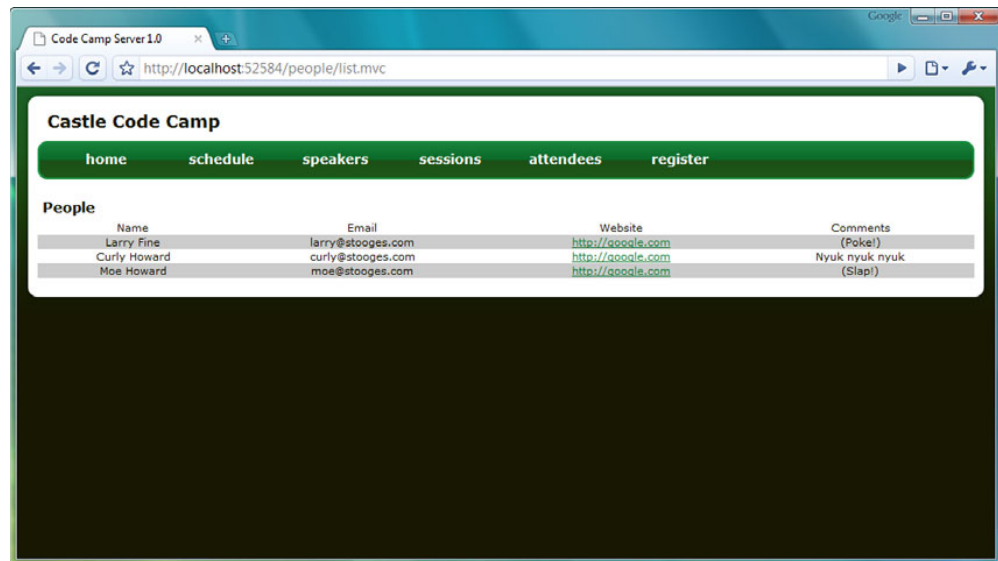 Google
Code Camp Server 1.0
http://localhost:52584/people/list.mvc
Castle Code Camp
home schedule speakers sessions attendees register
People
Name Email Website Comments
Larry Fine larry@stooges.com http://google.com (Poke!)
Curly Howard curly@stooges.com http://google.com Nyuk nyuk nyuk
Moe Howard moe@stooges.com http://google.com (Slap!)